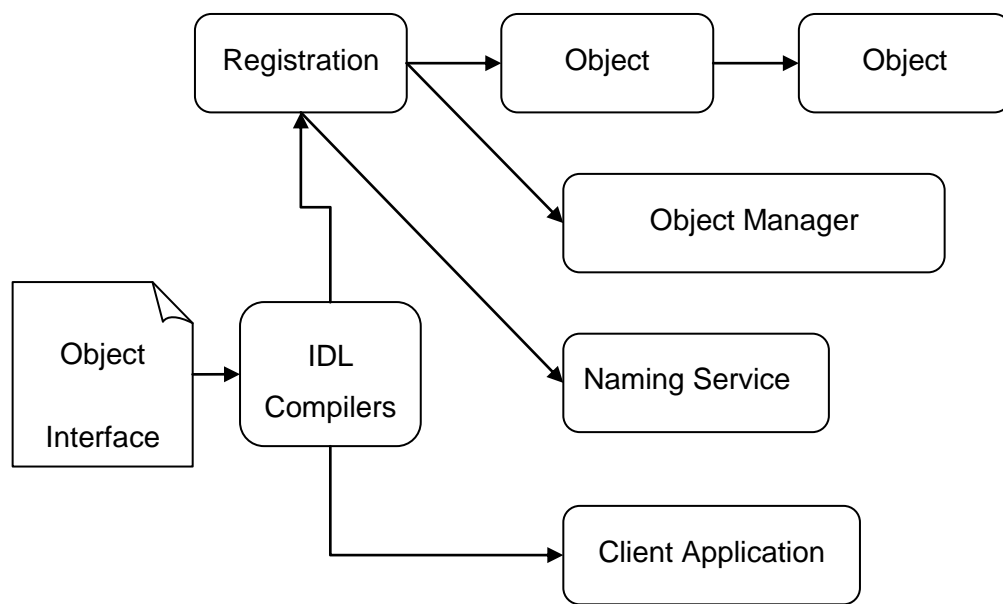 Registration
Object
Object
Object Manager
Object
Interface
IDL
Compilers
Naming Service
Client Application